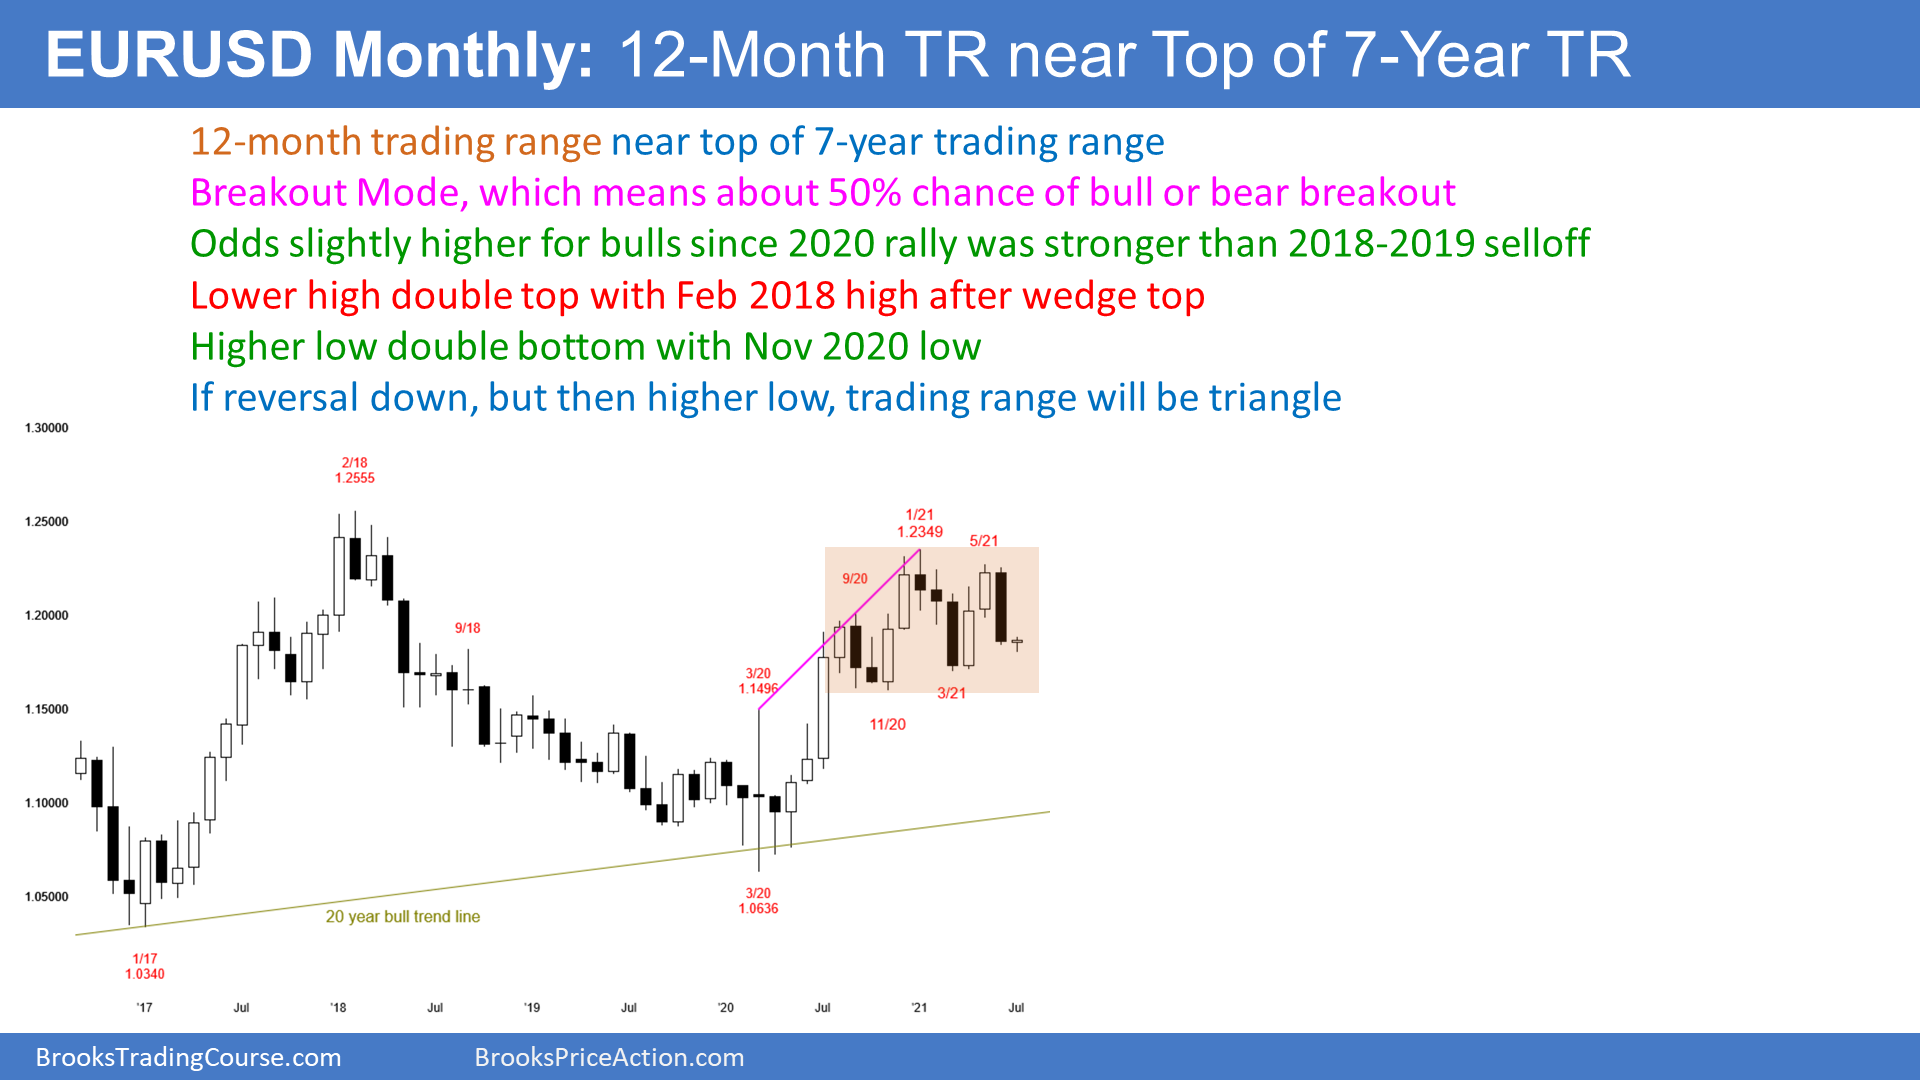 EURUSD Monthly: 12-Month TR near Top of 7-Year TR
12-month trading range near top of 7-year trading range
Breakout Mode, which means about 50% chance of bull or bear breakout
Odds slightly higher for bulls since 2020 rally was stronger than 2018-2019 selloff
Lower high double top with Feb 2018 high after wedge top
Higher low double bottom with Nov 2020 low
If reversal down, but then higher low, trading range will be triangle
1.30000
2/18
1.2555
1.25000
1/21
1.2349
5/21
9/20
1.20000
9/18
3/20
1.1496
3/21
1.15000
11/20
1.10000
1.05000
3/20
1.0636
20 year bull trend line
1/17
1.0340
'17 Jul '18 Jul '19 Jul '20 Jul '21 Jul
BrooksTradingCourse.com BrooksPriceAction.com